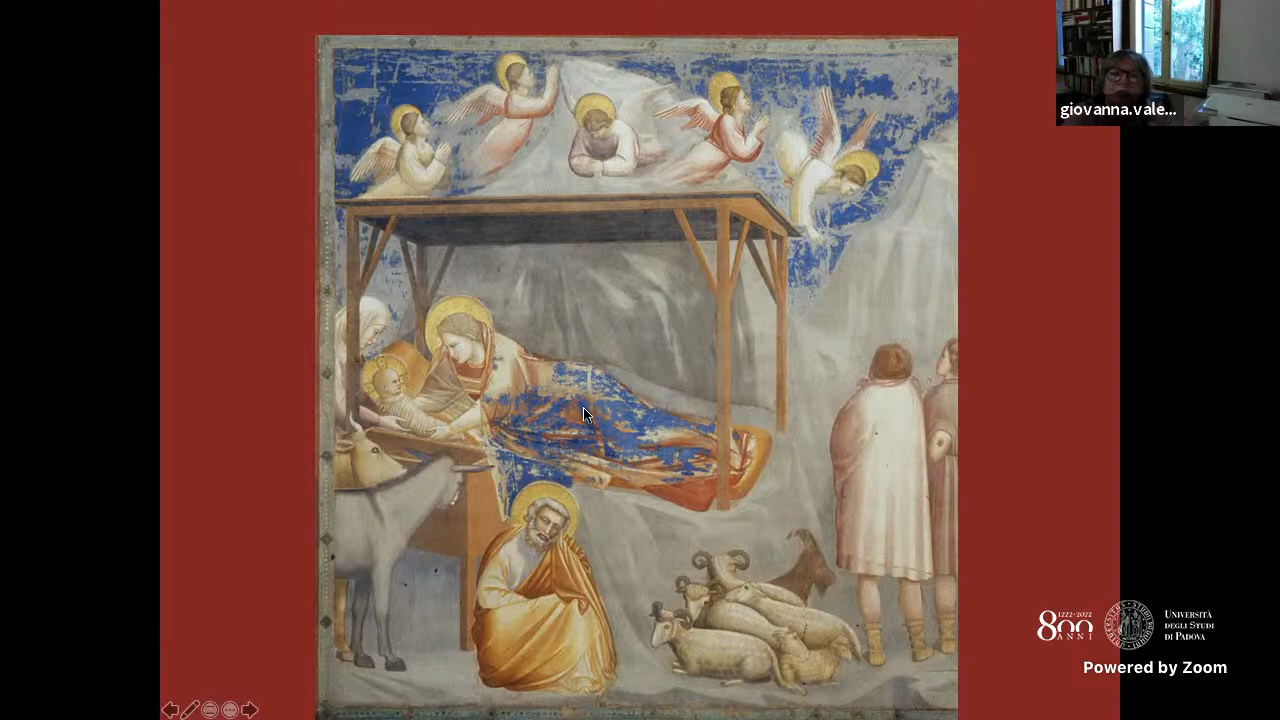 giovanna.vale...
1222•2022
800
ANNI
UNIVERSITÀ
DEGLI STUDI
DI PADOVA
Powered by Zoom